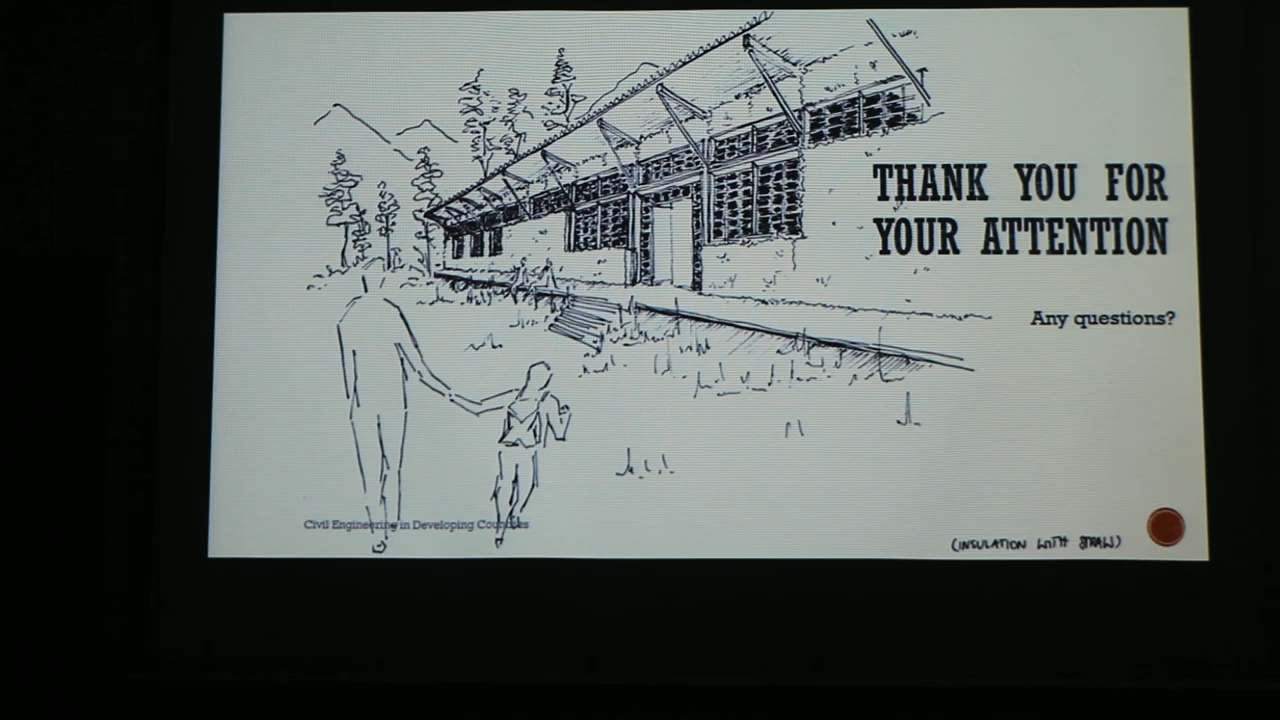 THANK YOU FOR
YOUR ATTENTION
Any questions?
Civil Engineering in Developing Countries
(INSULATION WITH STRAW)